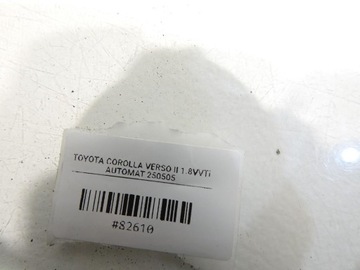 TOYOTA COROLLA VERSO II 1.8VVTi
AUTOMAT 250505
#82610